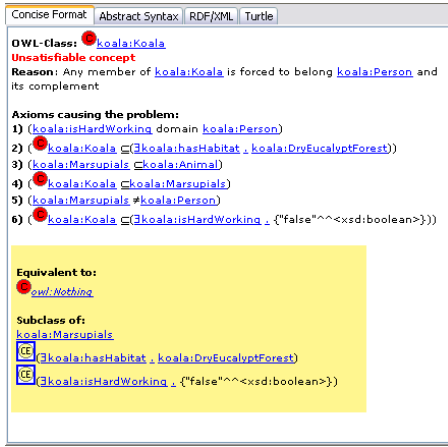 Concise Format Abstract Syntax RDF/XML Turtle
OWL-Class: C koala:Koala
Unsatisfiable concept
Reason: Any member of koala:Koala is forced to belong koala:Person and
its complement
Axioms causing the problem:
1) (koala:isHardWorking domain koala:Person)
2) (C koala:Koala ⊆(∃koala:hasHabitat . koala:DryEucalyptForest))
3) (koala:Marsupials ⊆koala:Animal)
4) (C koala:Koala ⊆koala:Marsupials)
5) (koala:Marsupials ≠koala:Person)
6) (C koala:Koala ⊆(∃koala:isHardWorking . {"false"^^<xsd:boolean>}))
Equivalent to:
C owl:Nothing
Subclass of:
koala:Marsupials
CE (∃koala:hasHabitat . koala:DryEucalyptForest)
CE (∃koala:isHardWorking . {"false"^^<xsd:boolean>})